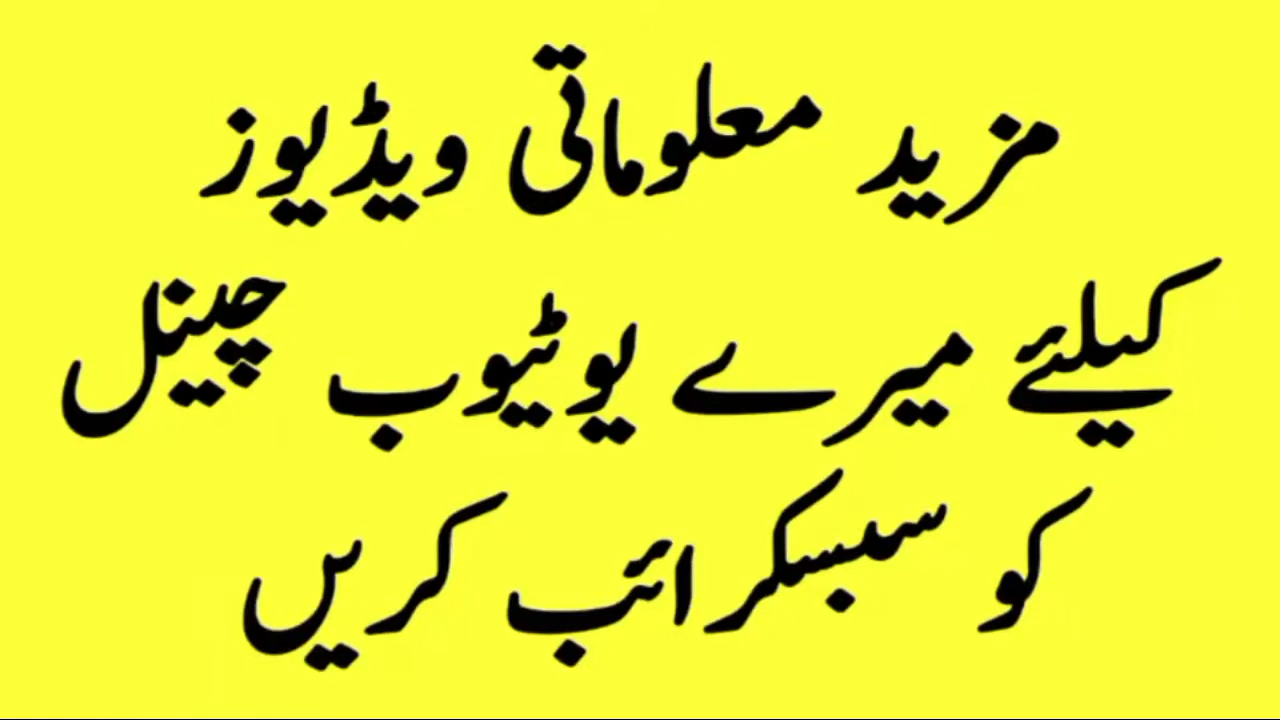 مزید معلوماتی ویڈیوز
کیلئے میرے یوٹیوب چینل
کو سبسکرائب کریں